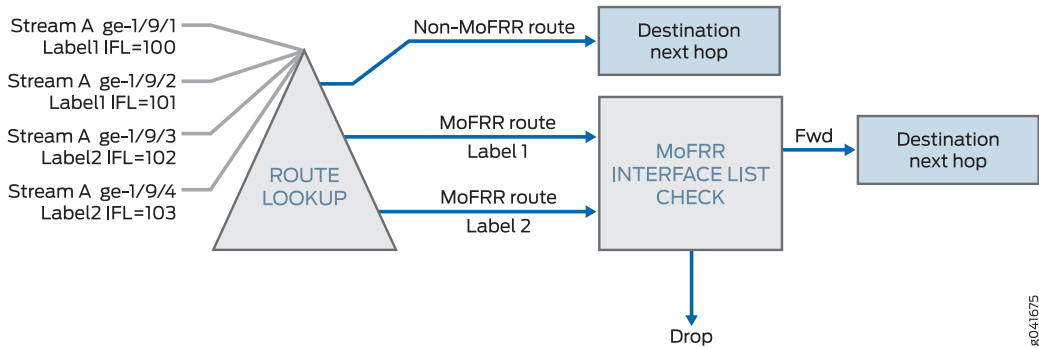 Stream A ge-1/9/1
Label1 IFL=100
Stream A ge-1/9/2
Label1 IFL=101
Stream A ge-1/9/3
Label2 IFL=102
Stream A ge-1/9/4
Label2 IFL=103
ROUTE
LOOKUP
Non-MoFRR route
MoFRR route
Label 1
MoFRR route
Label 2
Destination
next hop
MoFRR
INTERFACE LIST
CHECK
Fwd
Destination
next hop
Drop
g041675